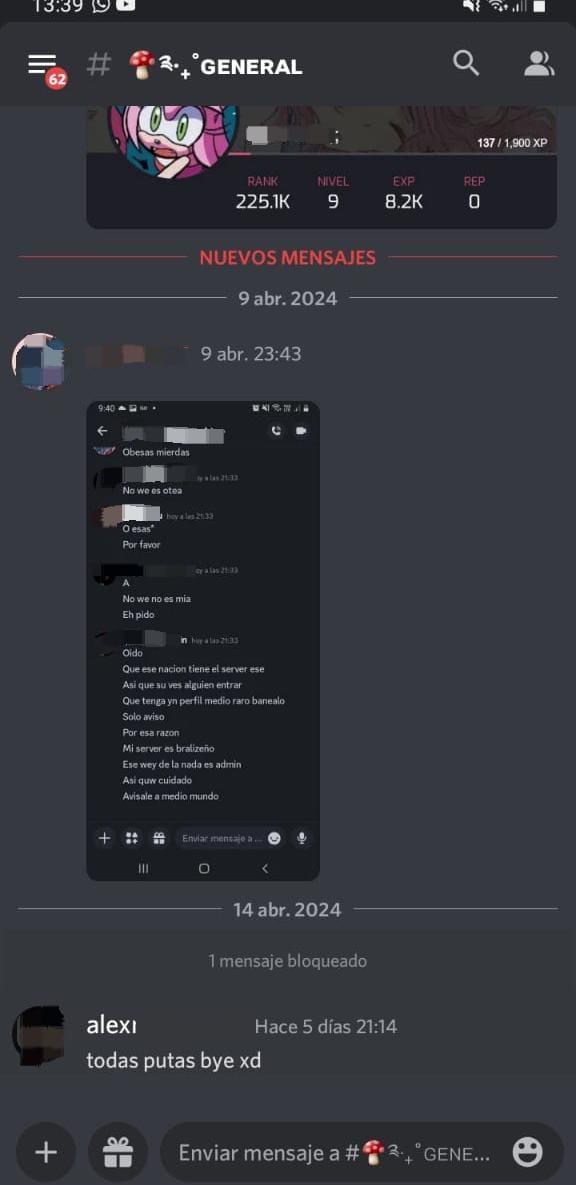 13:39
62
# 🍄૨‧₊˚GENERAL
;
137 / 1,900 XP
RANK NIVEL EXP REP
225.1K 9 8.2K 0
NUEVOS MENSAJES
9 abr. 2024
9 abr. 23:43
9:40
Obesas mierdas
oy a las 21:33
No we es otea
hoy a las 21:33
O esas*
Por favor
oy a las 21:33
A
No we no es mia
Eh pido
in hoy a las 21:33
Oido
Que ese nacion tiene el server ese
Asi que su ves alguien entrar
Que tenga yn perfil medio raro banealo
Solo aviso
Por esa razon
Mi server es bralizeño
Ese wey de la nada es admin
Asi quw cuidado
Avisale a medio mundo
Enviar mensaje a ...
14 abr. 2024
1 mensaje bloqueado
alexı Hace 5 días 21:14
todas putas bye xd
Enviar mensaje a #🍄૨‧₊˚GENE...